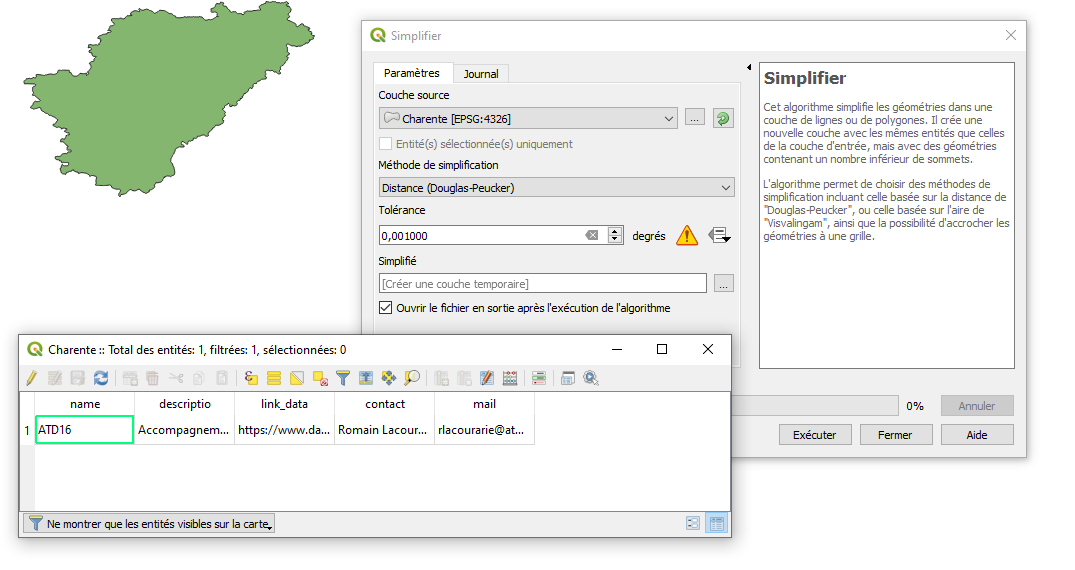 Simplifier
Paramètres
Journal
Couche source
Charente [EPSG:4326]
...
Entité(s) sélectionnée(s) uniquement
Méthode de simplification
Distance (Douglas-Peucker)
Tolérance
0,001000
degrés
Simplifié
[Créer une couche temporaire]
...
Ouvrir le fichier en sortie après l'exécution de l'algorithme
Simplifier
Cet algorithme simplifie les géométries dans une
couche de lignes ou de polygones. Il crée une
nouvelle couche avec les mêmes entités que celles
de la couche d'entrée, mais avec des géométries
contenant un nombre inférieur de sommets.
L'algorithme permet de choisir des méthodes de
simplification incluant celle basée sur la distance de
"Douglas-Peucker", ou celle basée sur l'aire de
"Visvalingam", ainsi que la possibilité d'accrocher les
géométries à une grille.
0%
Annuler
Exécuter
Fermer
Aide
Charente :: Total des entités: 1, filtrées: 1, sélectionnées: 0
name descriptio link_data contact mail
1 ATD16 Accompagnem... https://www.da... Romain Lacour... rlacourarie@at...
Ne montrer que les entités visibles sur la carte